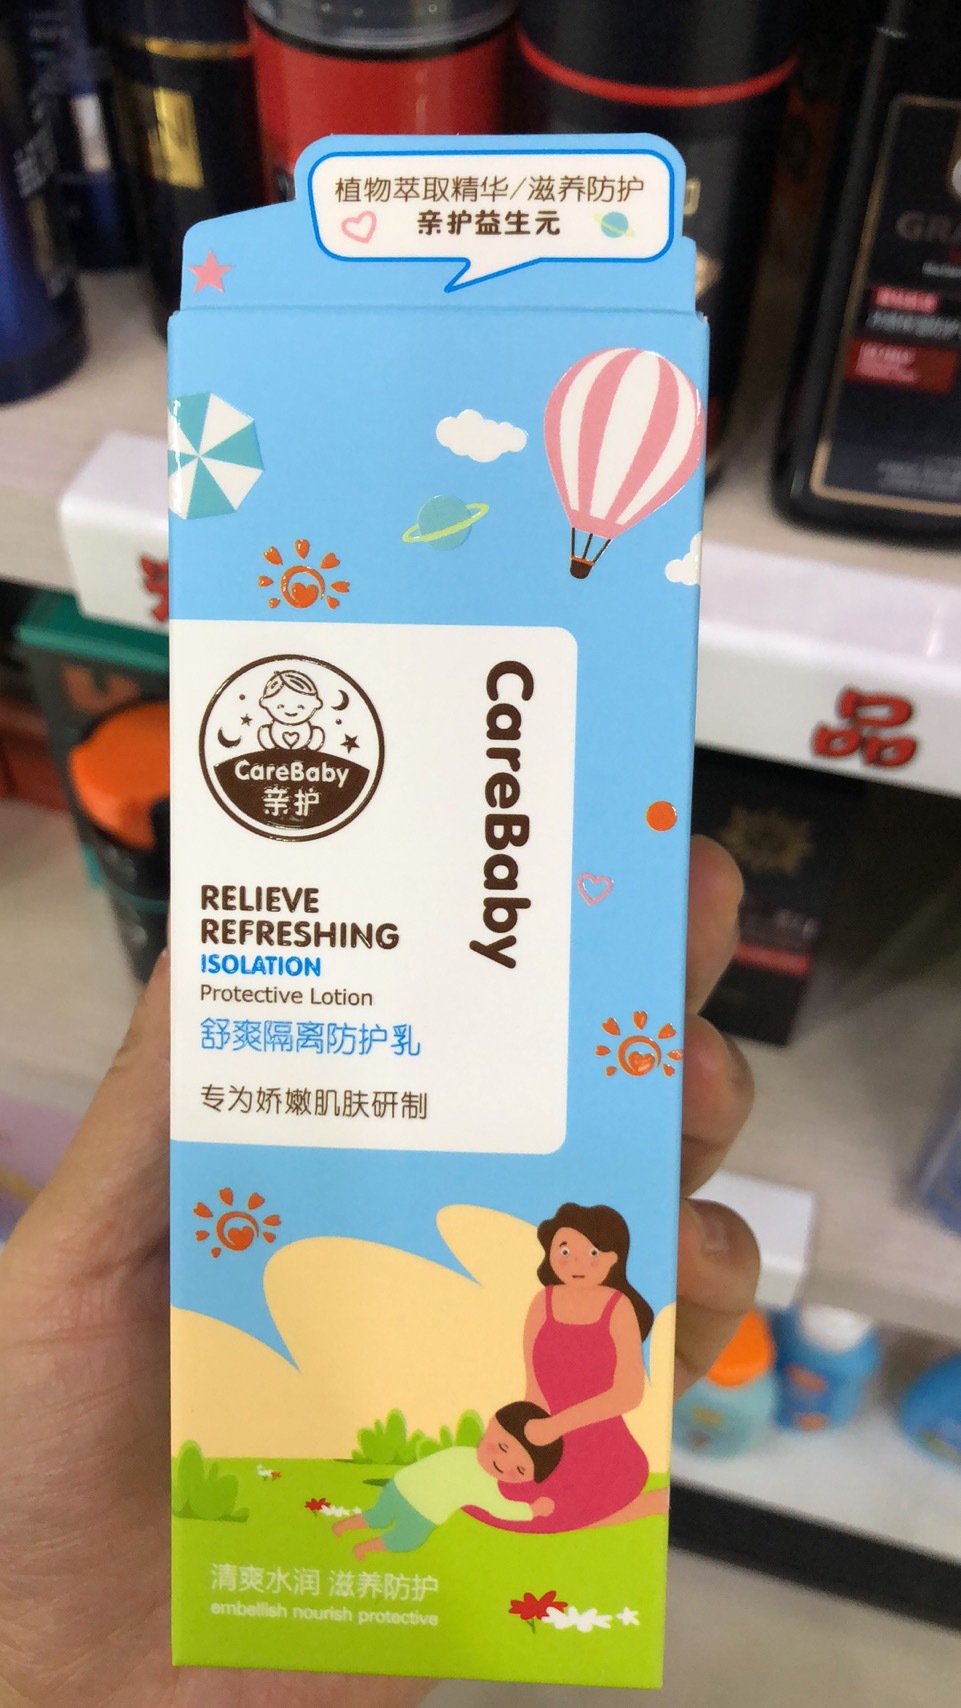 植物萃取精华/滋养防护
亲护益生元
CareBaby
CareBaby
亲护
RELIEVE
REFRESHING
ISOLATION
Protective Lotion
舒爽隔离防护乳
专为娇嫩肌肤研制
清爽水润 滋养防护
embellish nourish protective
品